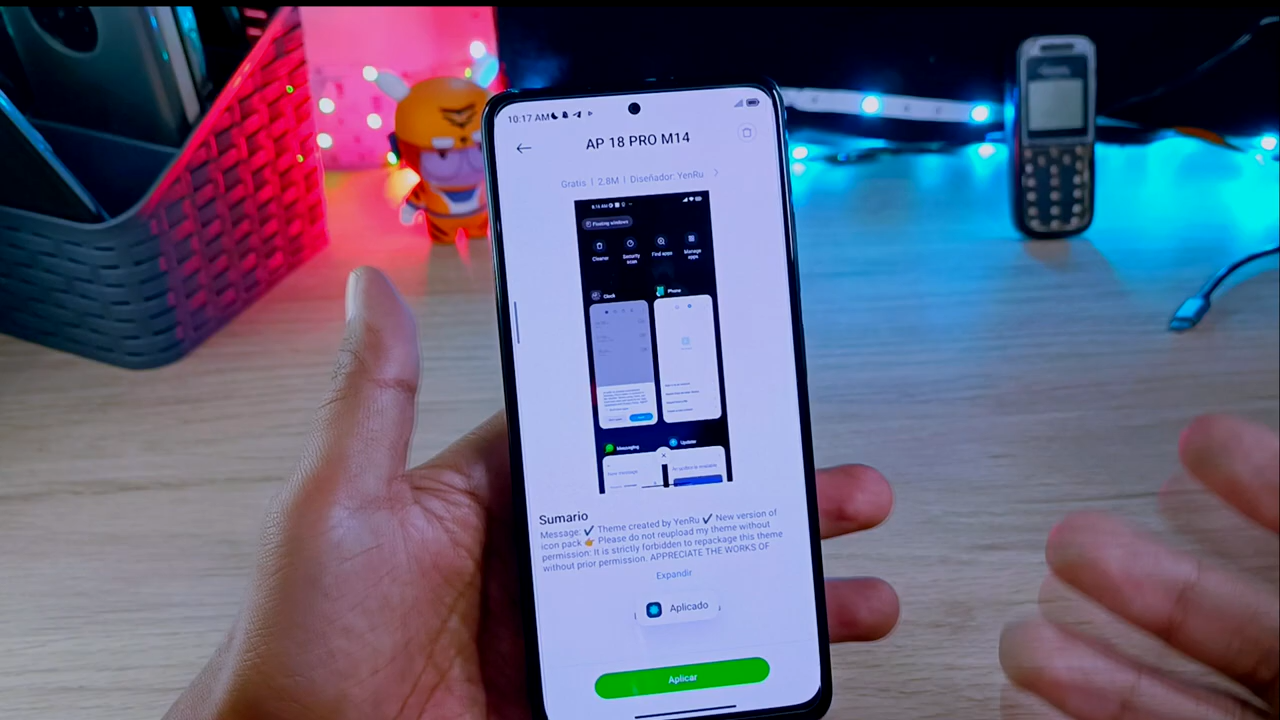 10:17 AM
AP 18 PRO M14
Gratis | 2,8M | Diseñador: YenRu
Floating windows
Cleaner
Security scan
Find apps
Manage apps
Clock
Phone
Messaging
Updater
Sumario
Message: ✔ Theme created by YenRu ✔ New version of
icon pack 👉 Please do not reupload my theme without
permission: It is strictly forbidden to repackage this theme
without prior permission. APPRECIATE THE WORKS OF
Expandir
Aplicado
Aplicar